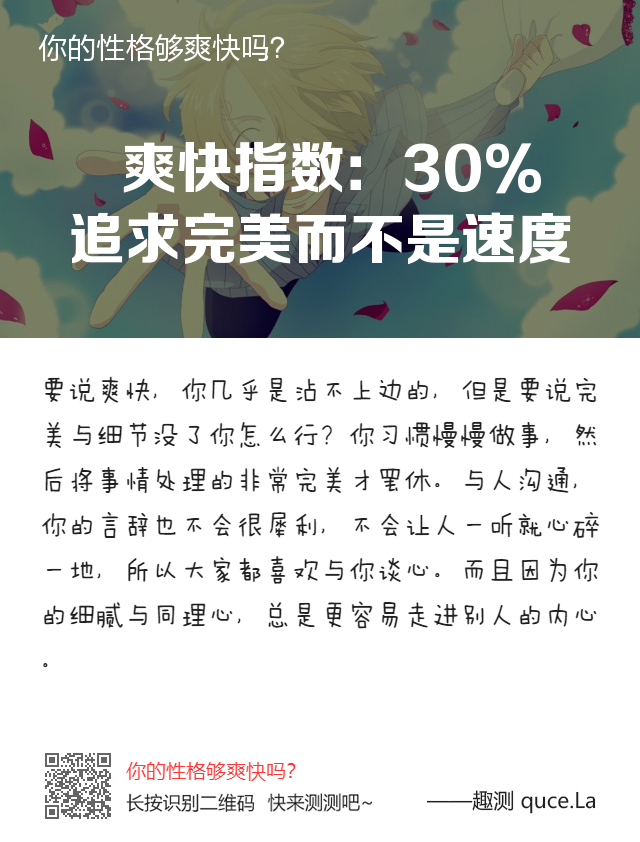 你的性格够爽快吗?
爽快指数: 30%
追求完美而不是速度
要说爽快, 你几乎是沾不上边的, 但是要说完
美与细节没了你怎么行? 你习惯慢慢做事, 然
后将事情处理的非常完美才罢休。与人沟通,
你的言辞也不会很犀利, 不会让人一听就心碎
一地, 所以大家都喜欢与你谈心。而且因为你
的细腻与同理心, 总是更容易走进别人的内心
。
你的性格够爽快吗?
长按识别二维码 快来测测吧~
——趣测 quce.La